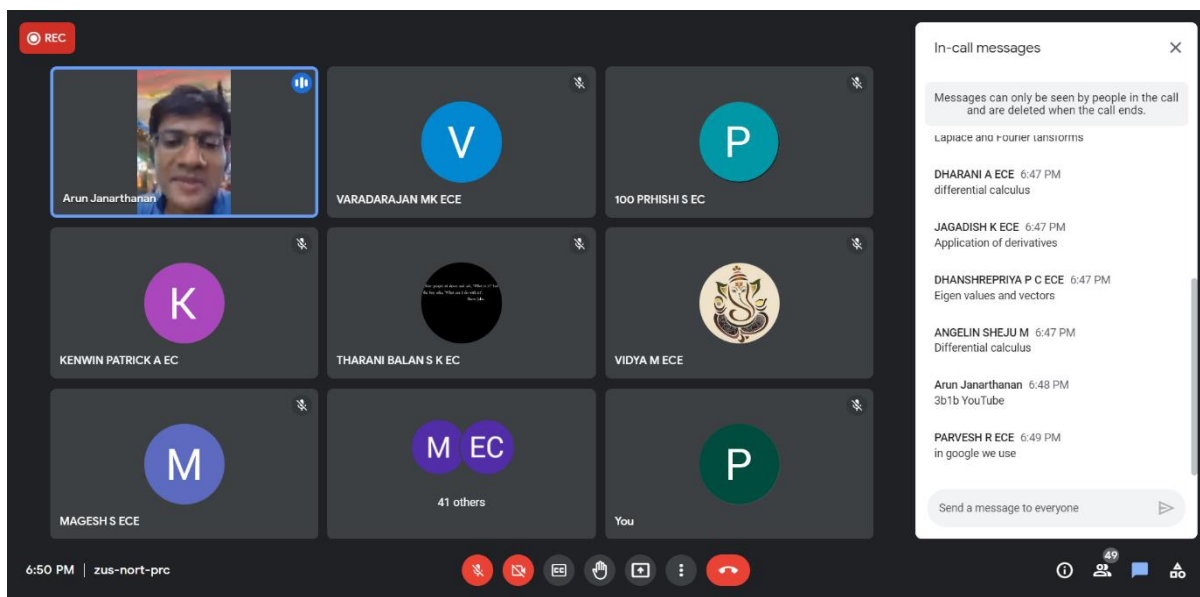 REC
Arun Janarthanan
VARADARAJAN MK ECE
100 PRHISHI S EC
KENWIN PATRICK A EC
THARANI BALAN S K EC
VIDYA M ECE
MAGESH S ECE
41 others
You
V
P
K
M
M
EC
P
In-call messages
Messages can only be seen by people in the call
and are deleted when the call ends.
Laplace and Fourier tansforms
DHARANI A ECE 6:47 PM
differential calculus
JAGADISH K ECE 6:47 PM
Application of derivatives
DHANSHREPRIYA P C ECE 6:47 PM
Eigen values and vectors
ANGELIN SHEJU M 6:47 PM
Differential calculus
Arun Janarthanan 6:48 PM
3b1b YouTube
PARVESH R ECE 6:49 PM
in google we use
Send a message to everyone
6:50 PM | zus-nort-prc
CC
49